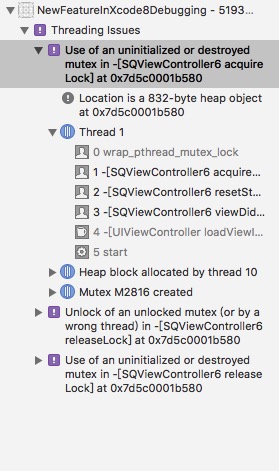 NewFeatureInXcode8Debugging - 5193...
Threading Issues
Use of an uninitialized or destroyed
mutex in -[SQViewController6 acquire
Lock] at 0x7d5c0001b580
Location is a 832-byte heap object
at 0x7d5c0001b580
Thread 1
0 wrap_pthread_mutex_lock
1 -[SQViewController6 acquire...
2 -[SQViewController6 resetSt...
3 -[SQViewController6 viewDid...
4 -[UIViewController loadViewI...
5 start
Heap block allocated by thread 10
Mutex M2816 created
Unlock of an unlocked mutex (or by a
wrong thread) in -[SQViewController6
releaseLock] at 0x7d5c0001b580
Use of an uninitialized or destroyed
mutex in -[SQViewController6 release
Lock] at 0x7d5c0001b580